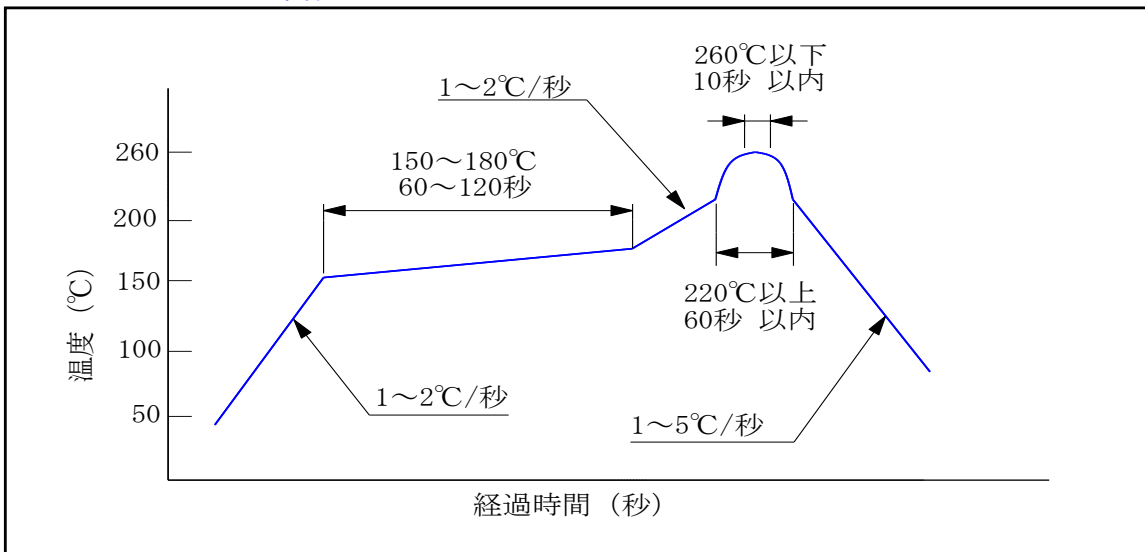 260℃以下
10秒 以内
1～2℃/秒
150～180℃
60～120秒
260
200
150
100
50
温度 (℃)
220℃以上
60秒 以内
1～2℃/秒
1～5℃/秒
経過時間 (秒)